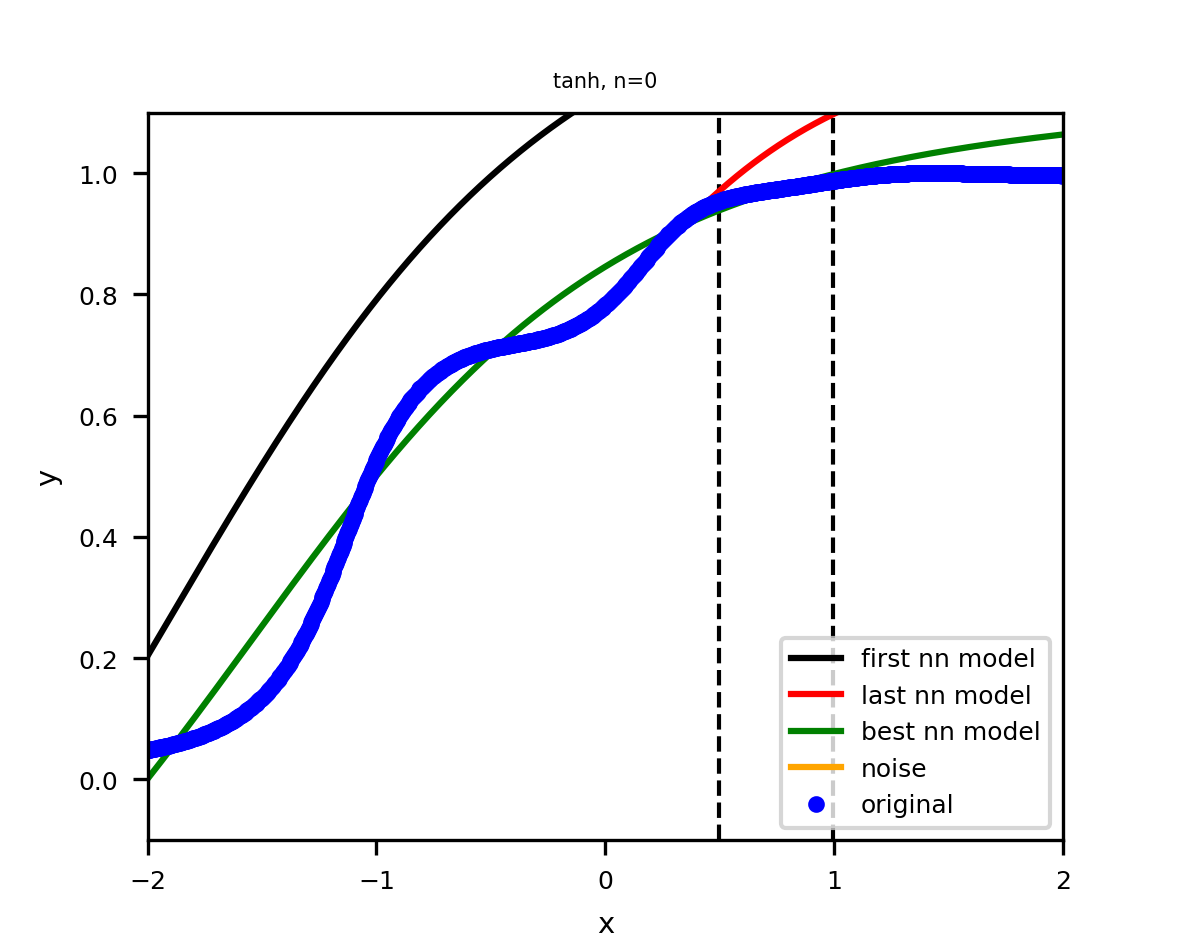 tanh, n=0
1.0
0.8
0.6
0.4
0.2
0.0
y
first nn model
last nn model
best nn model
noise
original
−2 −1 0 1 2
x